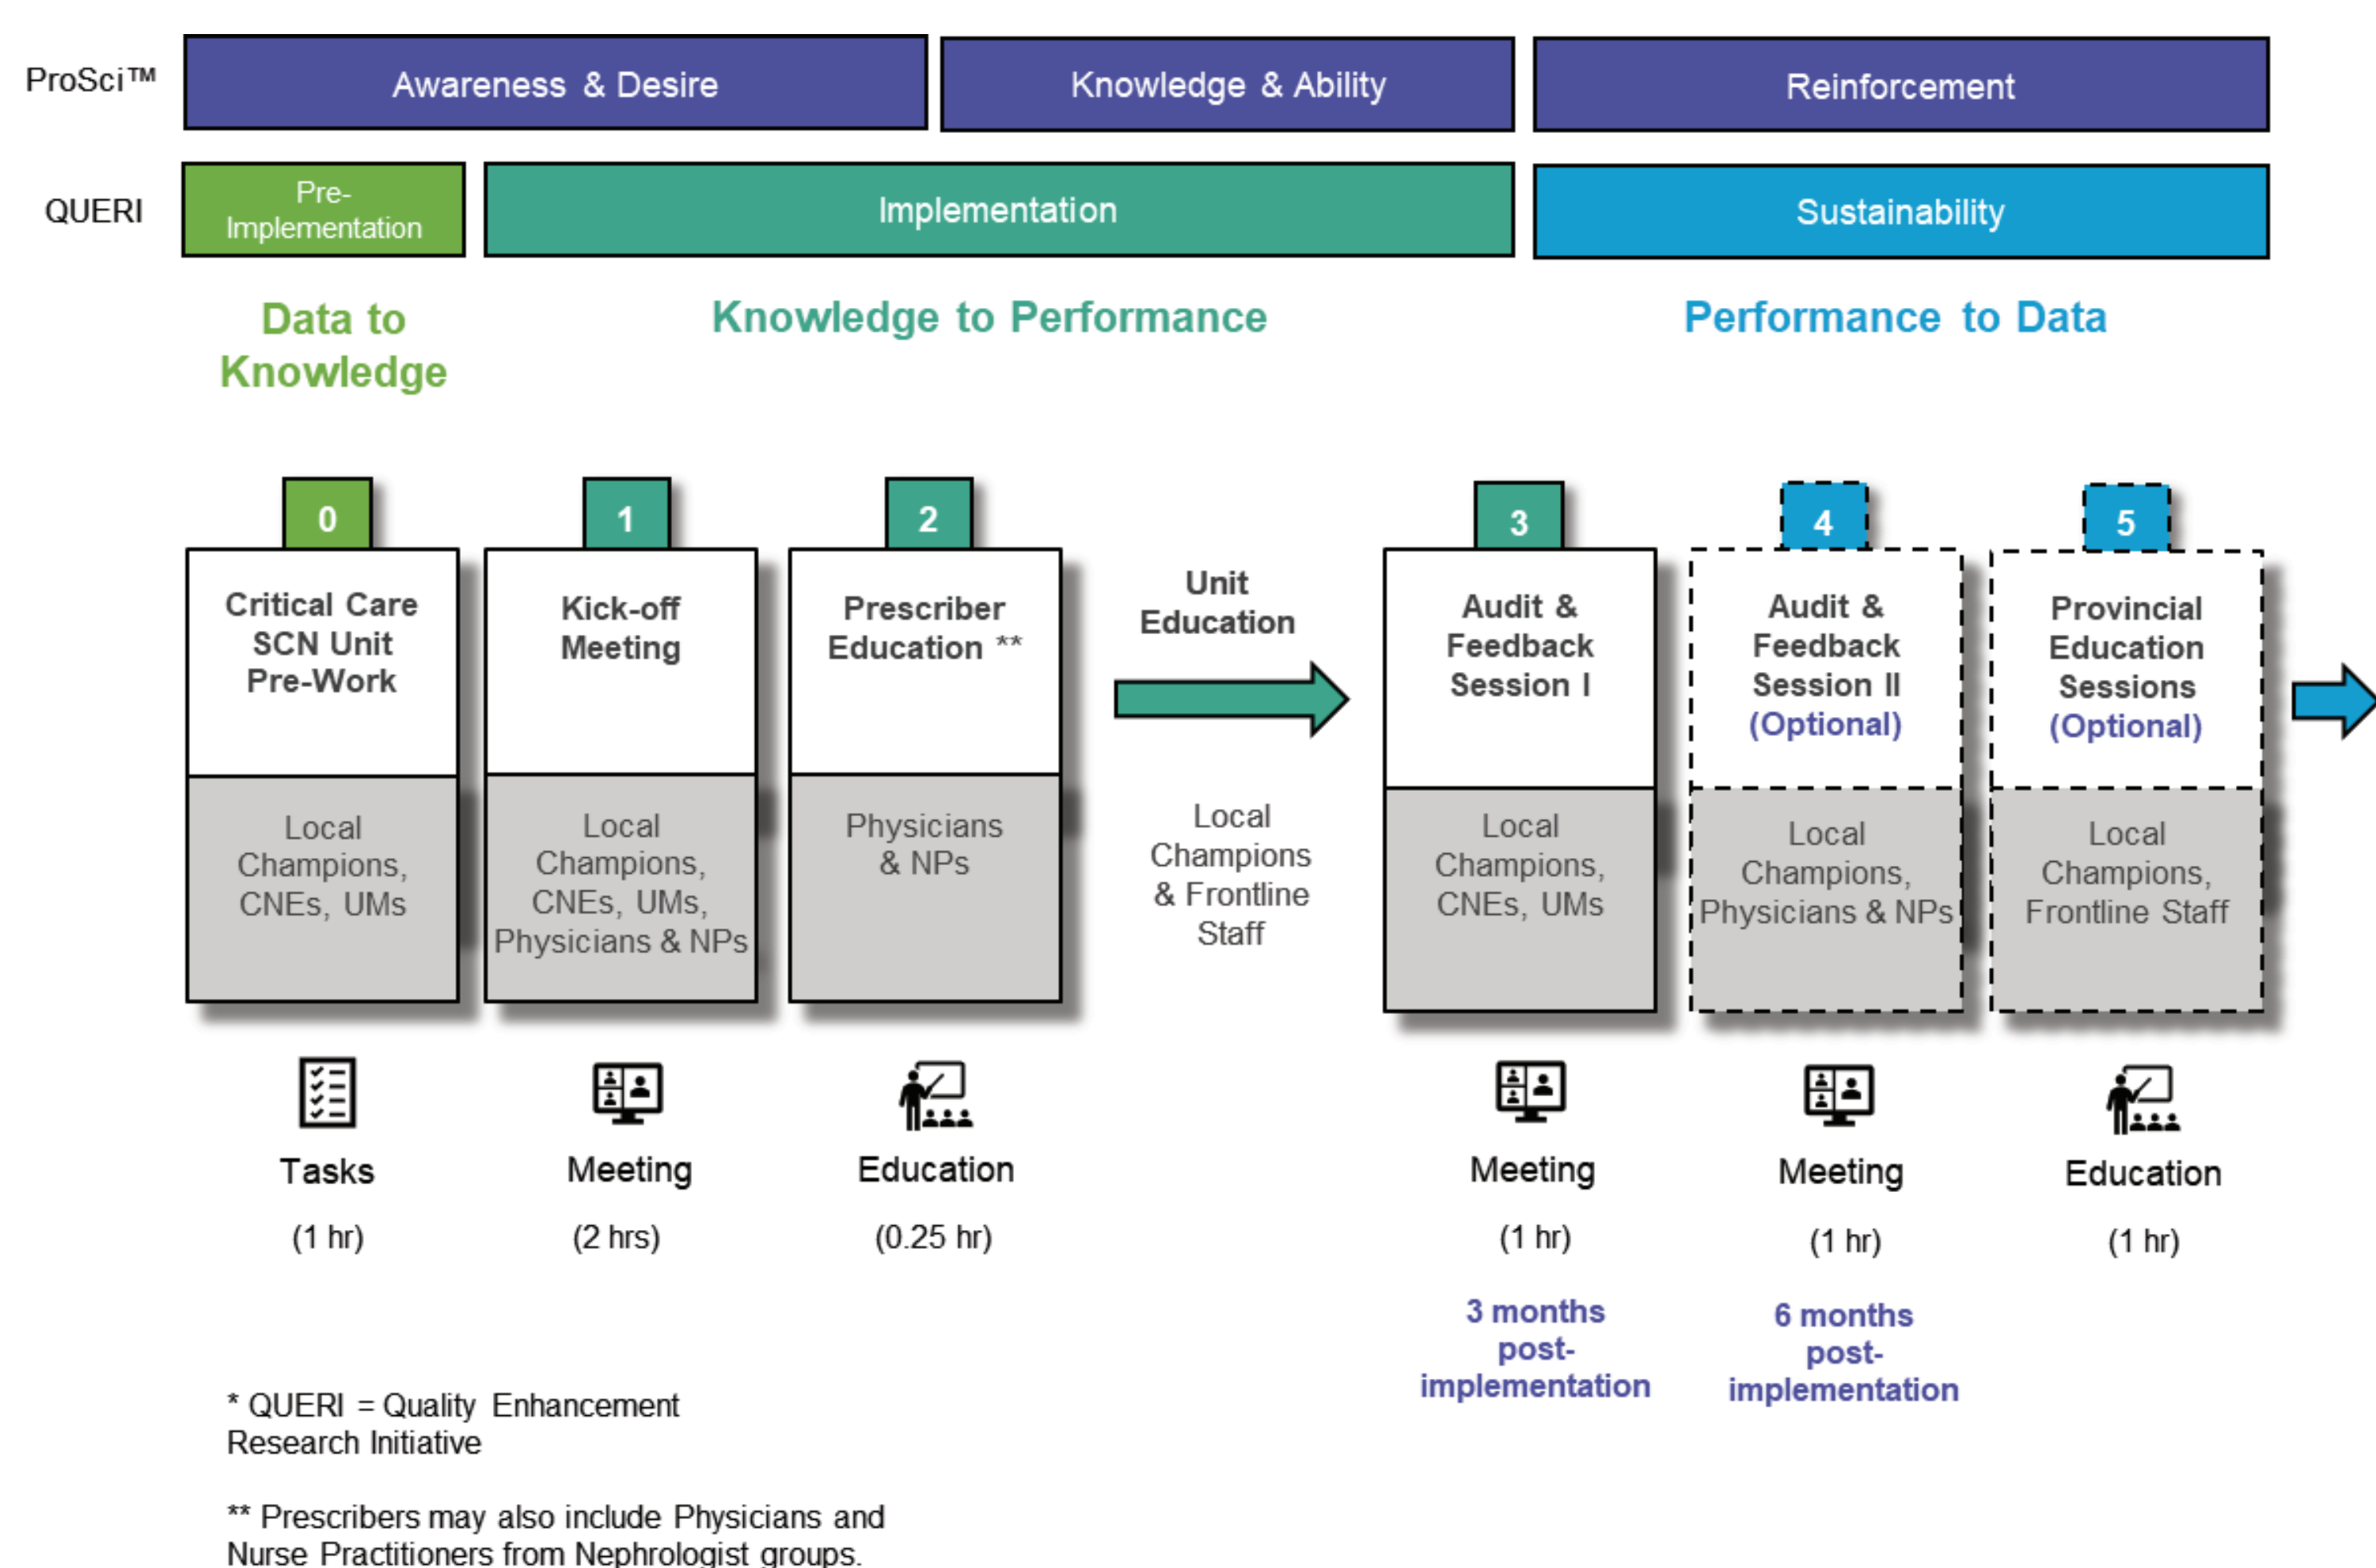 ProSci™
Awareness & Desire
Knowledge & Ability
Reinforcement
QUERI
Pre-
Implementation
Implementation
Sustainability
Data to
Knowledge
Knowledge to Performance
Performance to Data
0
Critical Care
SCN Unit
Pre-Work
Local
Champions,
CNEs, UMs
Tasks
(1 hr)
1
Kick-off
Meeting
Local
Champions,
CNEs, UMs,
Physicians & NPs
Meeting
(2 hrs)
2
Prescriber
Education **
Physicians
& NPs
Education
(0.25 hr)
Unit
Education
Local
Champions
& Frontline
Staff
3
Audit &
Feedback
Session I
Local
Champions,
CNEs, UMs
Meeting
(1 hr)
3 months
post-
implementation
4
Audit &
Feedback
Session II
(Optional)
Local
Champions,
Physicians & NPs
Meeting
(1 hr)
6 months
post-
implementation
5
Provincial
Education
Sessions
(Optional)
Local
Champions,
Frontline Staff
Education
(1 hr)
* QUERI = Quality Enhancement
Research Initiative
** Prescribers may also include Physicians and
Nurse Practitioners from Nephrologist groups.